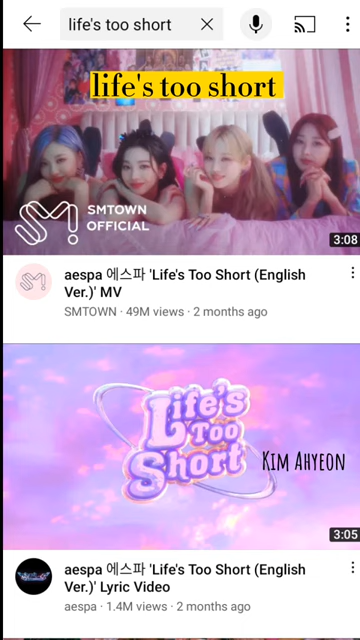 life's too short
life's too short
SMTOWN
OFFICIAL
3:08
aespa 에스파 'Life's Too Short (English
Ver.)' MV
SMTOWN · 49M views · 2 months ago
Life's
Too
Short
KIM AHYEON
3:05
aespa 에스파 'Life's Too Short (English
Ver.)' Lyric Video
aespa · 1.4M views · 2 months ago